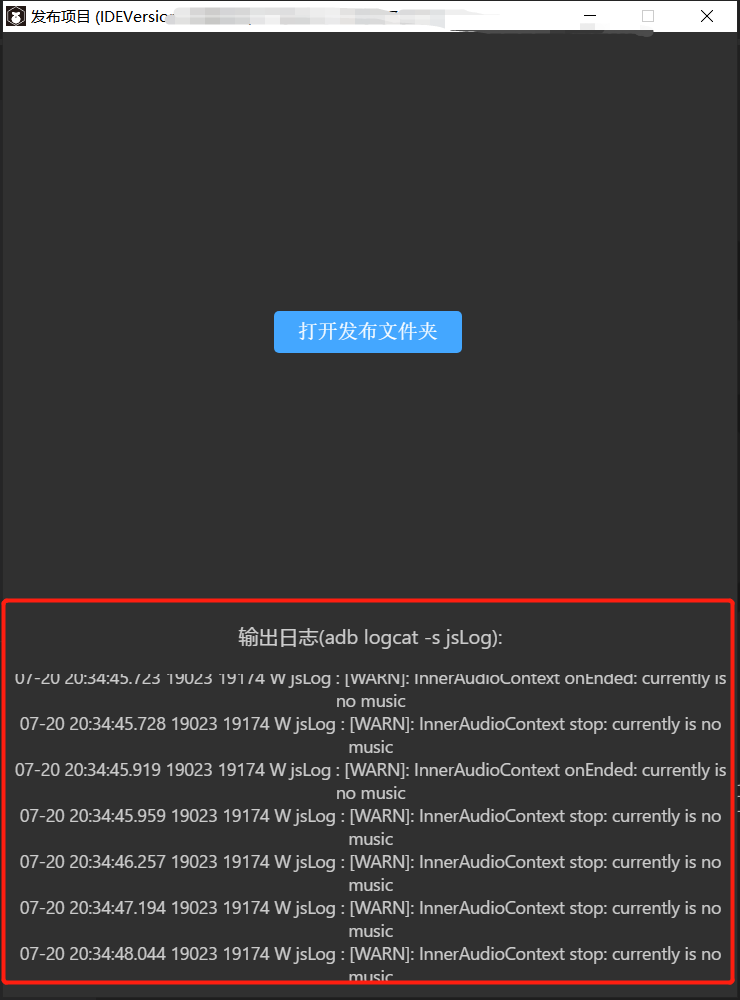 发布项目 (IDEVersion
打开发布文件夹
输出日志(adb logcat -s jsLog):
07-20 20:34:45.723 19023 19174 W jsLog : [WARN]: InnerAudioContext onEnded: currently is
no music
07-20 20:34:45.728 19023 19174 W jsLog : [WARN]: InnerAudioContext stop: currently is no
music
07-20 20:34:45.919 19023 19174 W jsLog : [WARN]: InnerAudioContext onEnded: currently is
no music
07-20 20:34:45.959 19023 19174 W jsLog : [WARN]: InnerAudioContext stop: currently is no
music
07-20 20:34:46.257 19023 19174 W jsLog : [WARN]: InnerAudioContext stop: currently is no
music
07-20 20:34:47.194 19023 19174 W jsLog : [WARN]: InnerAudioContext stop: currently is no
music
07-20 20:34:48.044 19023 19174 W jsLog : [WARN]: InnerAudioContext stop: currently is no
music